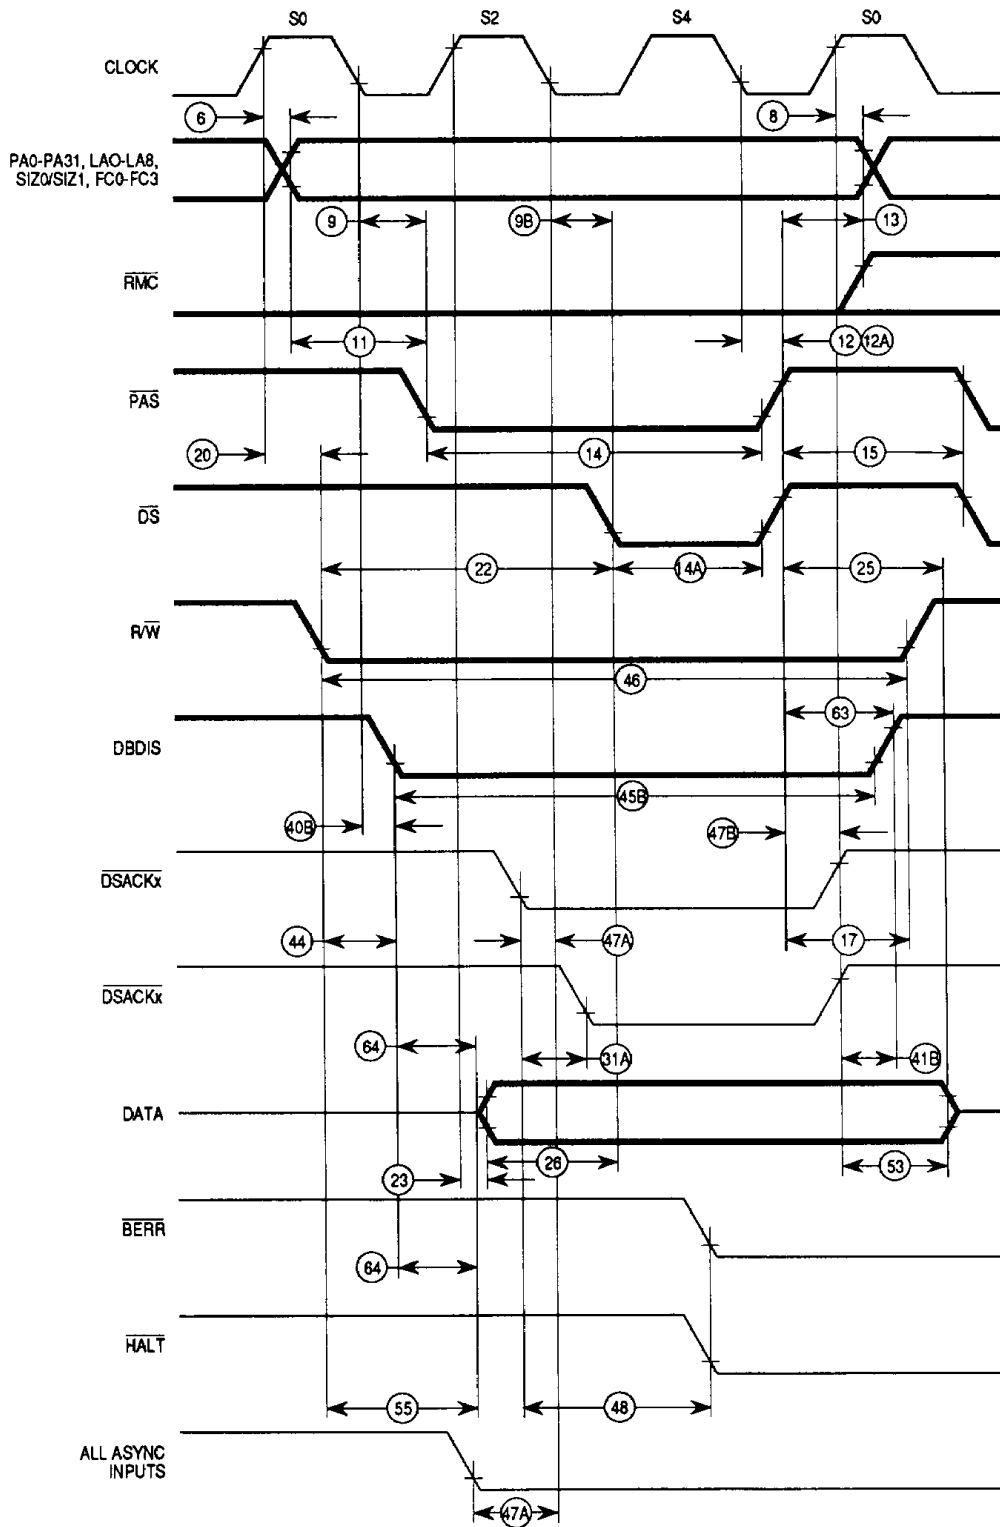 S0 S2 S4 S0
CLOCK
6 8
PA0-PA31, LAO-LA8,
SIZ0/SIZ1, FC0-FC3
9 9B 13
RMC
11 12 12A
PAS
20 14 15
DS
22 14A 25
R/W
46
63
DBDIS
45B
40B 47B
DSACKx
44 47A 17
DSACKx
64 31A 41B
DATA
26 53
23
BERR
64
HALT
55 48
ALL ASYNC
INPUTS
47A